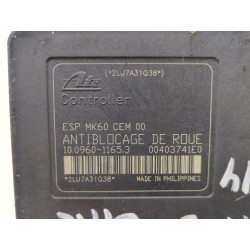 (*2LU7A31Q38*)
Ate
Controller
ESP MK60 CEM 00
ANTIBLOCAGE DE ROUE
10.0960-1165.3 00403741E0
*2LU7A31Q38*
MADE IN PHILIPPINES